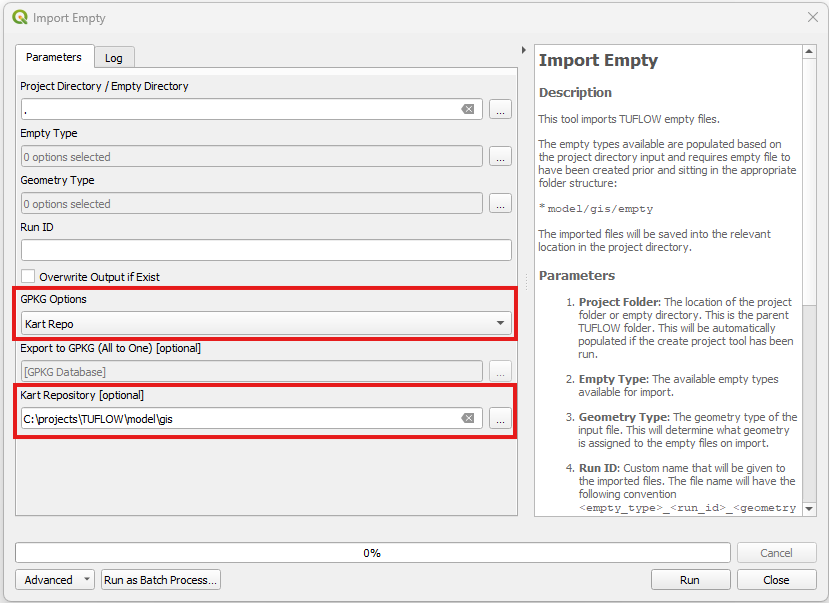 Import Empty
Parameters
Log
Project Directory / Empty Directory
.
...
Empty Type
0 options selected
...
Geometry Type
0 options selected
...
Run ID
Overwrite Output if Exist
GPKG Options
Kart Repo
Export to GPKG (All to One) [optional]
[GPKG Database]
...
Kart Repository [optional]
C:\projects\TUFLOW\model\gis
...
Import Empty
Description
This tool imports TUFLOW empty files.
The empty types available are populated based on
the project directory input and requires empty file to
have been created prior and sitting in the appropriate
folder structure:
* model/gis/empty
The imported files will be saved into the relevant
location in the project directory.
Parameters
1. Project Folder: The location of the project
folder or empty directory. This is the parent
TUFLOW folder. This will be automatically
populated if the create project tool has been
run.
2. Empty Type: The available empty types
available for import.
3. Geometry Type: The geometry type of the
input file. This will determine what geometry
is assigned to the empty files on import.
4. Run ID: Custom name that will be given to
the imported files. The file name will have the
following convention
<empty_type>_<run_id>_<geometry
0%
Cancel
Advanced
Run as Batch Process...
Run
Close